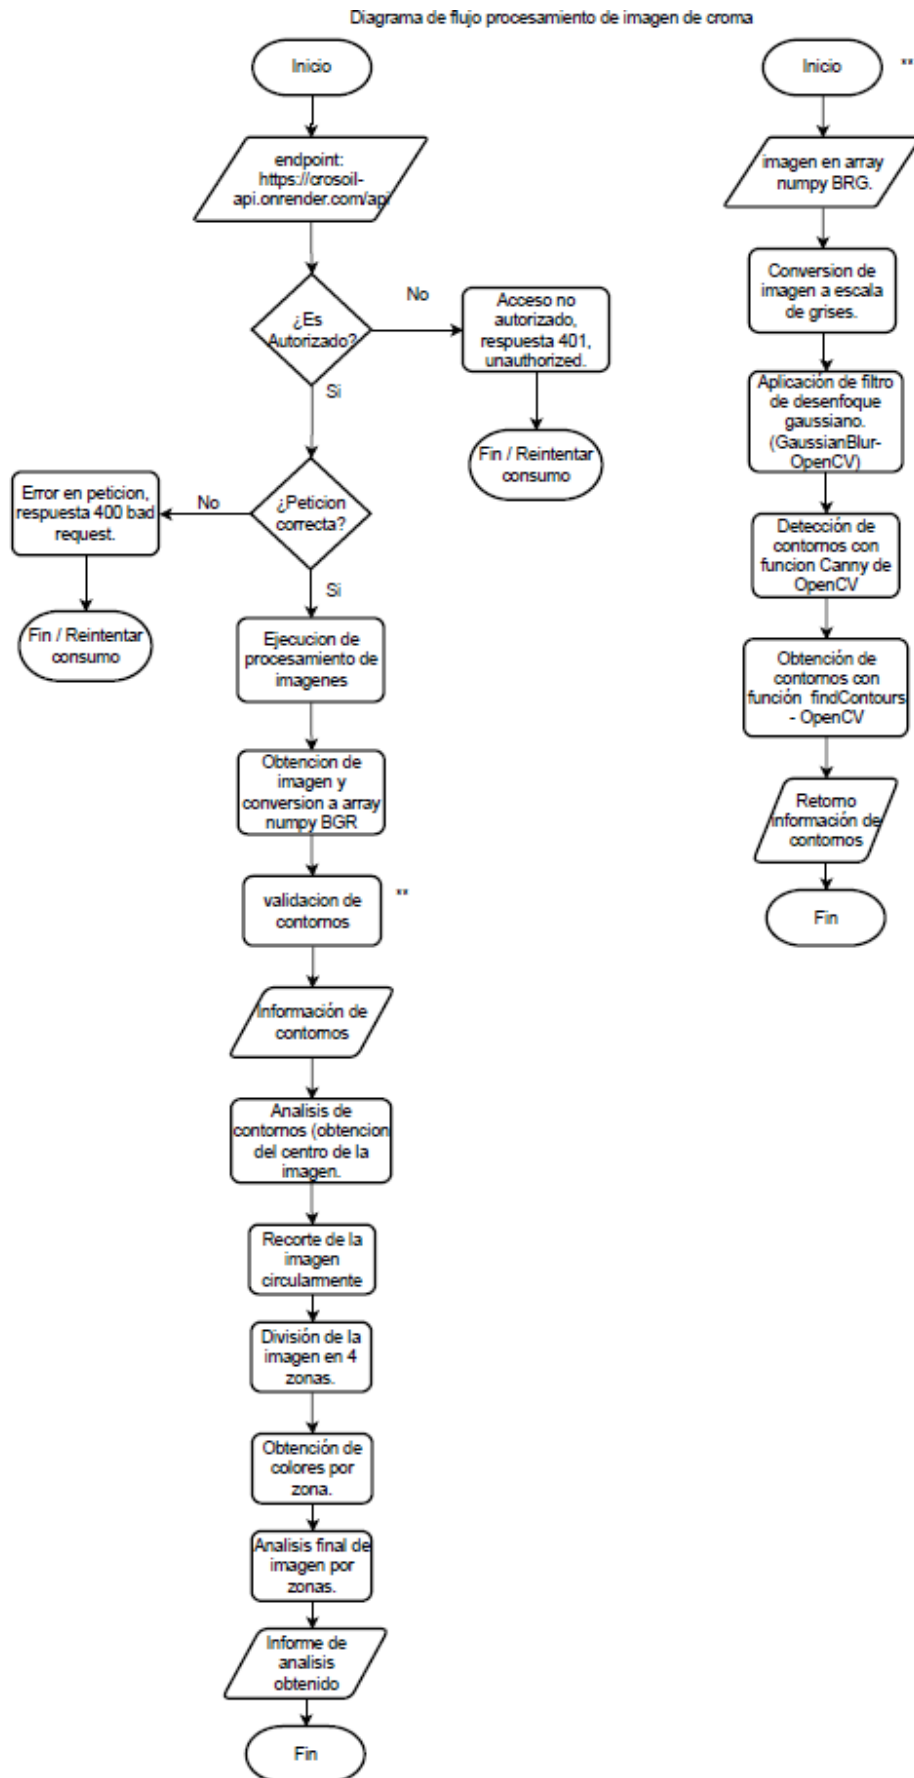 Diagrama de flujo procesamiento de imagen de croma
Inicio
endpoint:
https://crosoil-
api.onrender.com/api
¿Es
Autorizado?
No
Acceso no
autorizado,
respuesta 401,
unauthorized.
Fin / Reintentar
consumo
Si
¿Peticion
correcta?
No
Error en peticion,
respuesta 400 bad
request.
Fin / Reintentar
consumo
Si
Ejecucion de
procesamiento de
imagenes
Obtencion de
imagen y
conversion a array
numpy BGR
validacion de
contornos
**
Información de
contornos
Analisis de
contornos (obtencion
del centro de la
imagen.
Recorte de la
imagen
circularmente
División de la
imagen en 4
zonas.
Obtención de
colores por
zona.
Analisis final de
imagen por
zonas.
Informe de
analisis
obtenido
Fin
Inicio
**
imagen en array
numpy BRG.
Conversion de
imagen a escala
de grises.
Aplicación de filtro
de desenfoque
gaussiano.
(GaussianBlur-
OpenCV)
Detección de
contornos con
funcion Canny de
OpenCV
Obtención de
contornos con
función findContours
- OpenCV
Retorno
información de
contornos
Fin